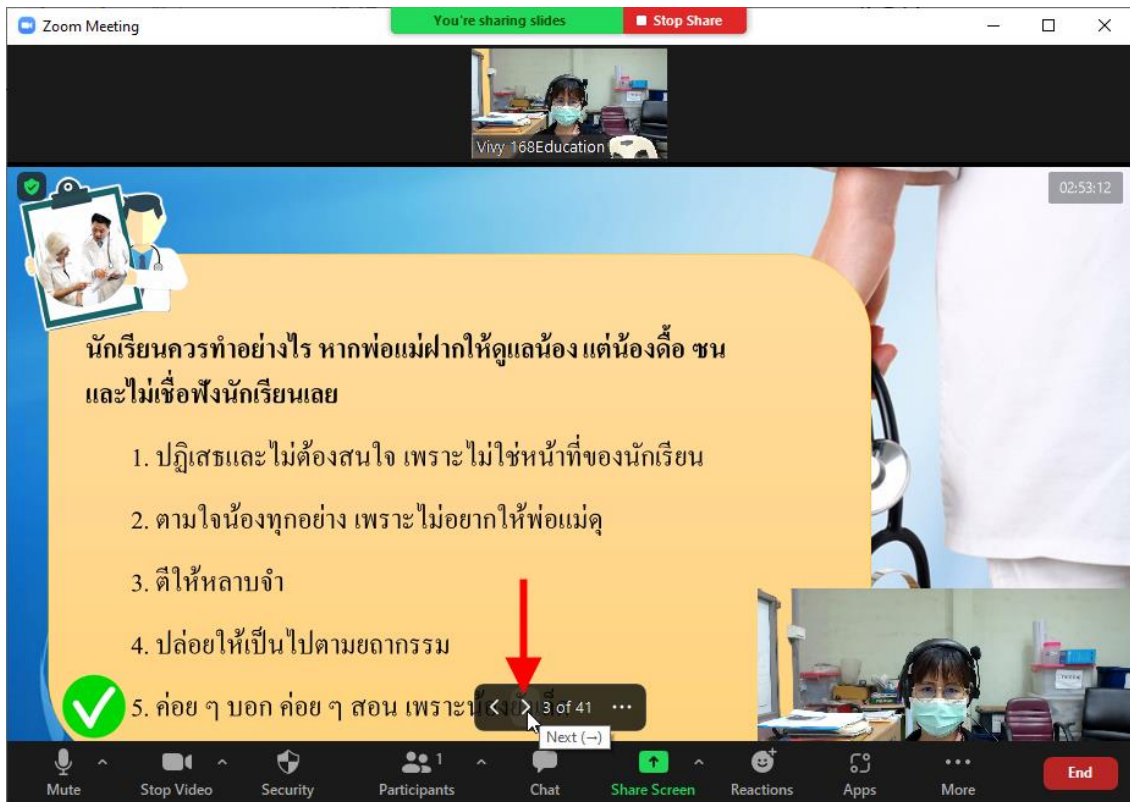 Zoom Meeting
You're sharing slides
Stop Share
Vivy 168Education
02:53:12
นักเรียนควรทำอย่างไร หากพ่อแม่ฝากให้ดูแลน้อง แต่น้องดื้อ ซน
และไม่เชื่อฟังนักเรียนเลย
1. ปฏิเสธและไม่ต้องสนใจ เพราะไม่ใช่หน้าที่ของนักเรียน
2. ตามใจน้องทุกอย่าง เพราะไม่อยากให้พ่อแม่ดุ
3. ตีให้หลาบจำ
4. ปล่อยให้เป็นไปตามยถากรรม
5. ค่อย ๆ บอก ค่อย ๆ สอน เพราะ
3 of 41
Next (→)
Mute
Stop Video
Security
Participants 1
Chat
Share Screen
Reactions
Apps
More
End